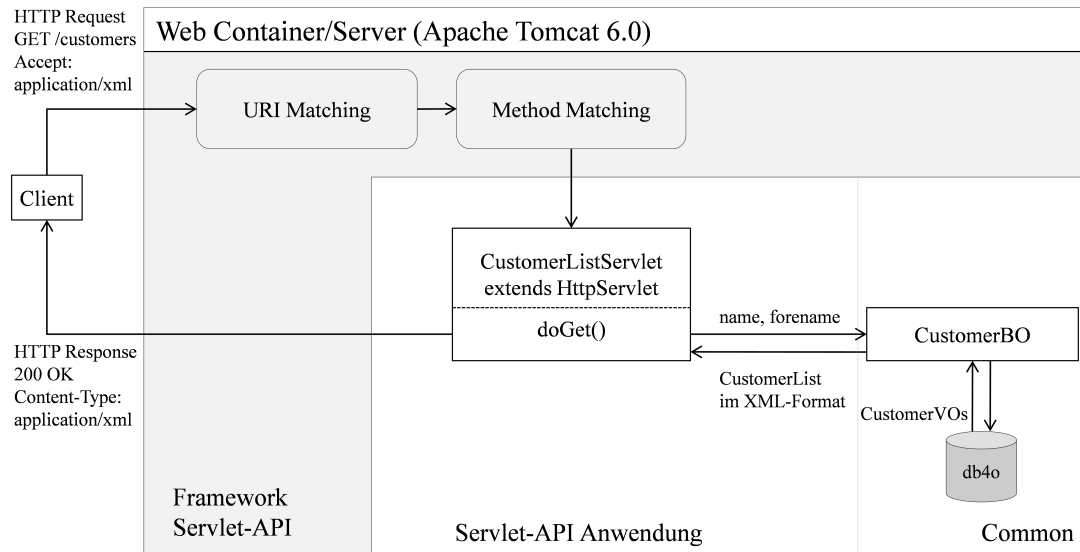 HTTP Request
GET /customers
Accept:
application/xml
Web Container/Server (Apache Tomcat 6.0)
URI Matching
Method Matching
Client
CustomerListServlet
extends HttpServlet
doGet()
name, forename
CustomerBO
HTTP Response
200 OK
Content-Type:
application/xml
CustomerList
im XML-Format
CustomerVOs
db4o
Framework
Servlet-API
Servlet-API Anwendung
Common